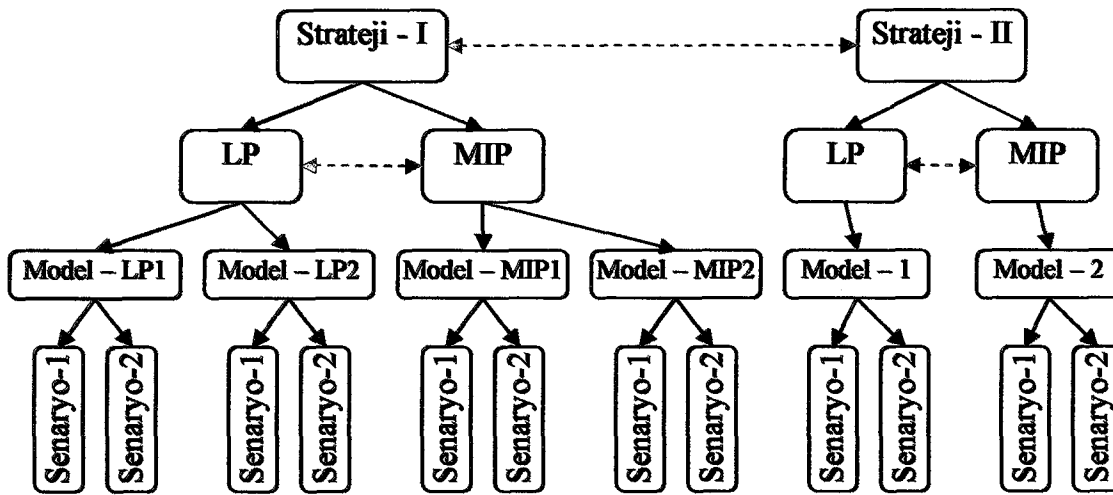 Strateji - I
Strateji - II
LP
MIP
LP
MIP
Model – LP1
Model – LP2
Model – MIP1
Model – MIP2
Model – 1
Model – 2
Senaryo-1
Senaryo-2
Senaryo-1
Senaryo-2
Senaryo-1
Senaryo-2
Senaryo-1
Senaryo-2
Senaryo-1
Senaryo-2
Senaryo-1
Senaryo-2